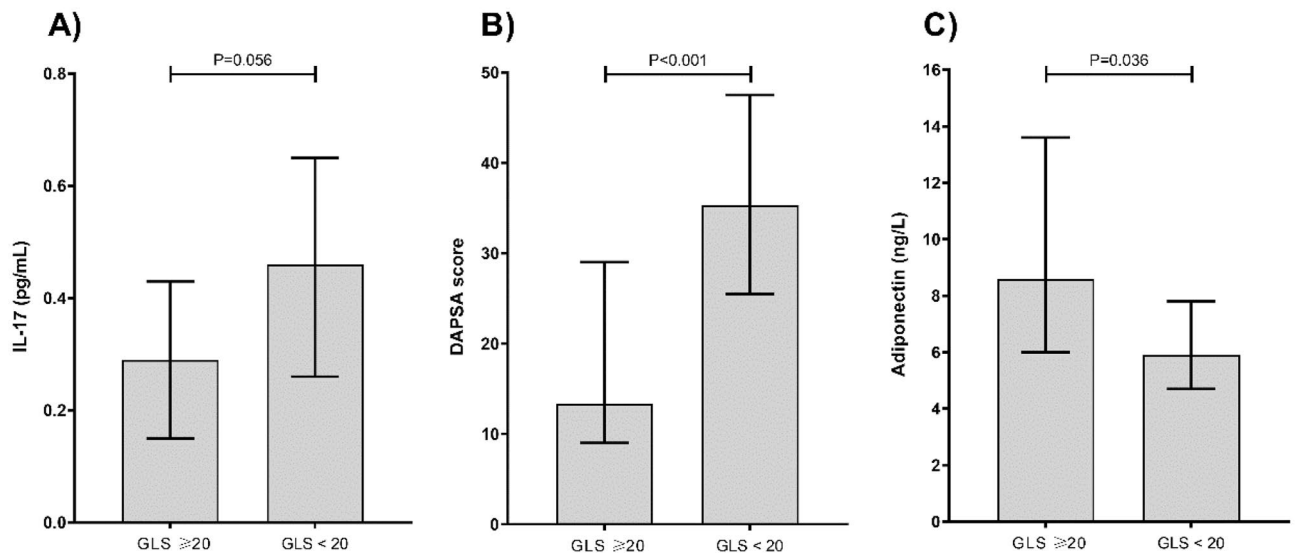 A)
P=0.056
IL-17 (pg/mL)
0.8
0.6
0.4
0.2
0.0
GLS ⩾20
GLS < 20
B)
P<0.001
DAPSA score
50
40
30
20
10
0
GLS ⩾20
GLS < 20
C)
P=0.036
Adiponectin (ng/L)
16
14
12
10
8
6
4
2
0
GLS ⩾20
GLS < 20